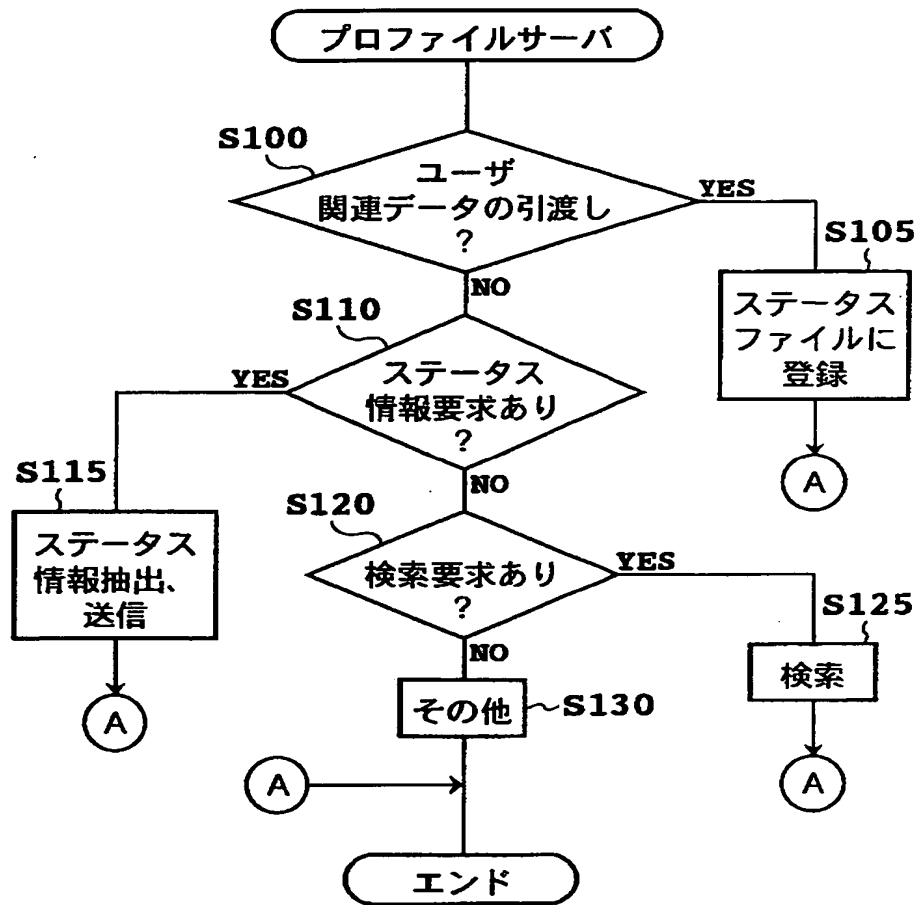 プロファイルサーバ
S100
ユーザ
関連データの引渡し
?
YES
S105
ステータス
ファイルに
登録
A
NO
S110
ステータス
情報要求あり
?
YES
S115
ステータス
情報抽出、
送信
A
NO
S120
検索要求あり
?
YES
S125
検索
A
NO
その他
S130
A
エンド